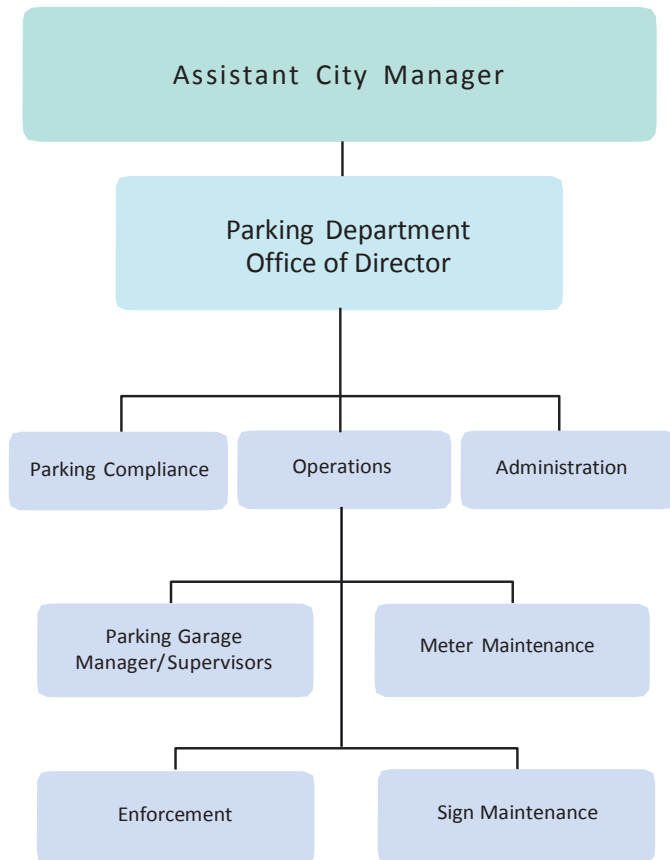 Assistant City Manager
Parking Department
Office of Director
Parking Compliance
Operations
Administration
Parking Garage
Manager/Supervisors
Meter Maintenance
Enforcement
Sign Maintenance